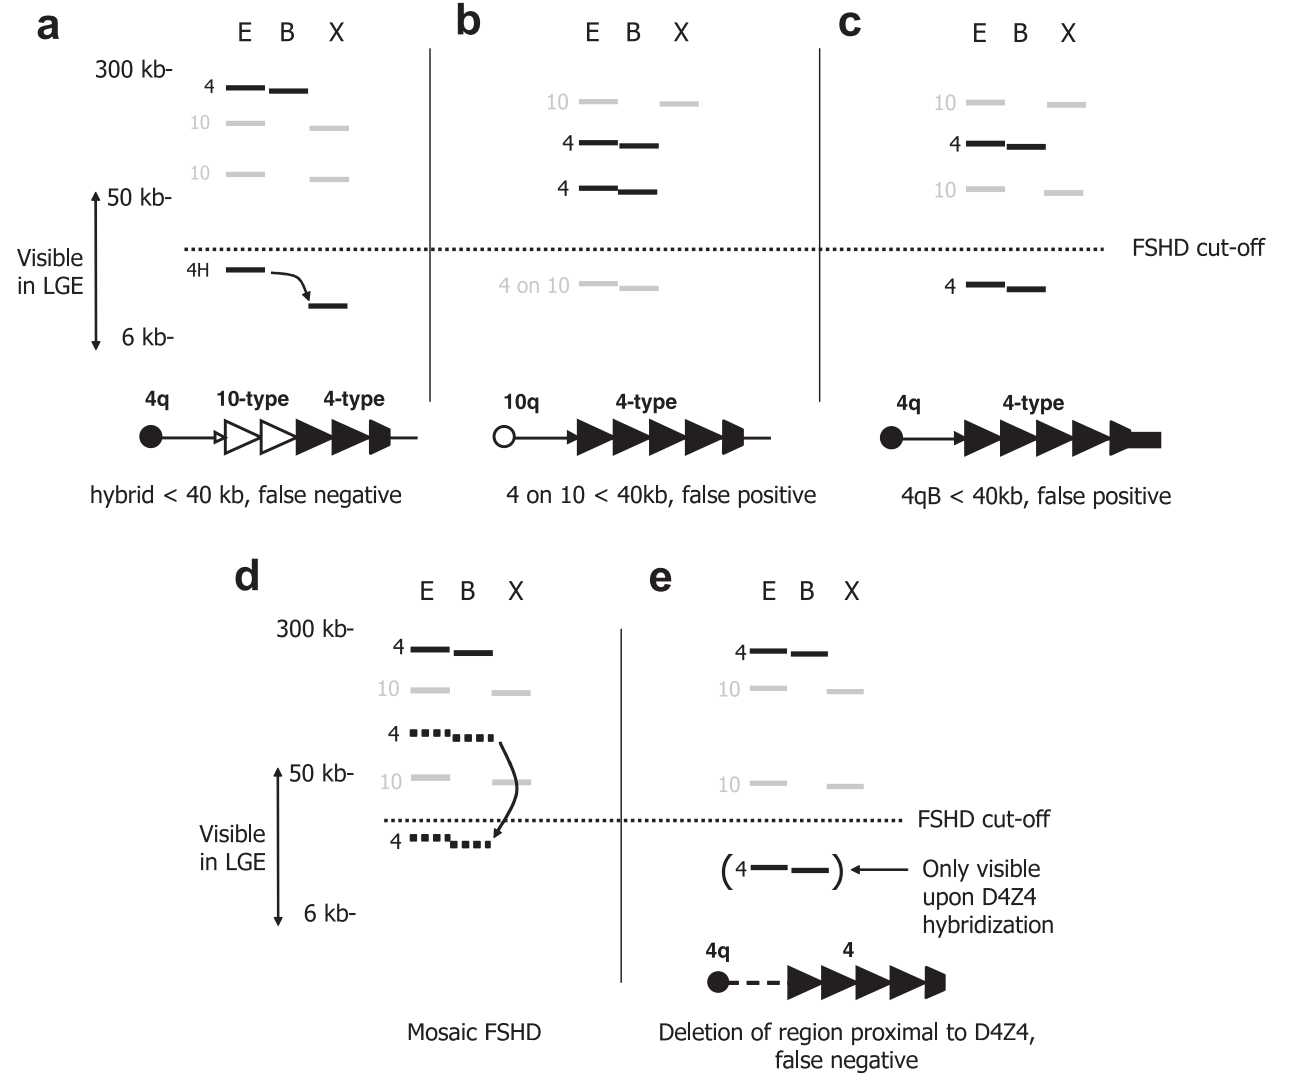 a
E B X
300 kb-
4
10
10
50 kb-
Visible
in LGE
4H
6 kb-
4q 10-type 4-type
hybrid < 40 kb, false negative
b
E B X
10
4
4
4 on 10
10q 4-type
4 on 10 < 40kb, false positive
c
E B X
10
4
10
FSHD cut-off
4
4q 4-type
4qB < 40kb, false positive
d
E B X
300 kb-
4
10
4
50 kb-
10
Visible
in LGE
4
6 kb-
Mosaic FSHD
e
E B X
4
10
10
FSHD cut-off
(4 )
Only visible
upon D4Z4
hybridization
4q 4
Deletion of region proximal to D4Z4,
false negative